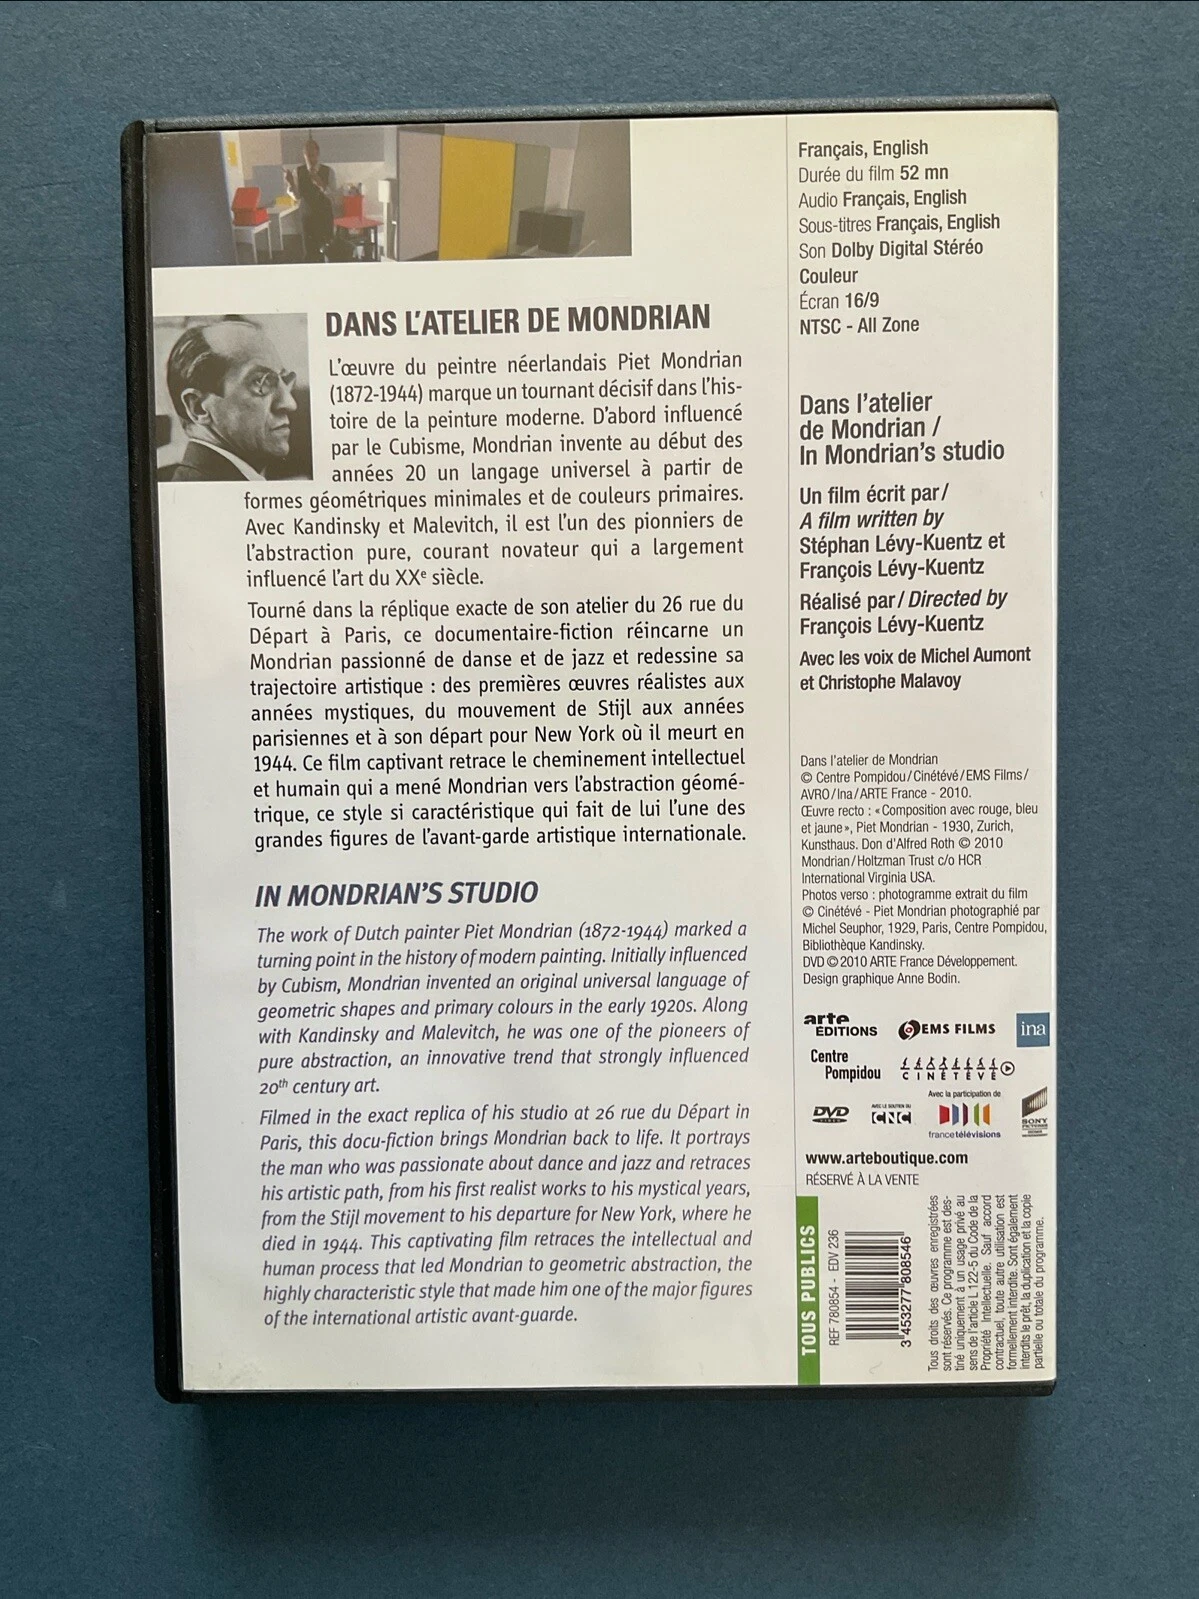 DANS L'ATELIER DE MONDRIAN
L'œuvre du peintre néerlandais Piet Mondrian
(1872-1944) marque un tournant décisif dans l'his-
toire de la peinture moderne. D'abord influencé
par le Cubisme, Mondrian invente au début des
années 20 un langage universel à partir de
formes géométriques minimales et de couleurs primaires.
Avec Kandinsky et Malevitch, il est l'un des pionniers de
l'abstraction pure, courant novateur qui a largement
influencé l'art du XXe siècle.
Tourné dans la réplique exacte de son atelier du 26 rue du
Départ à Paris, ce documentaire-fiction réincarne un
Mondrian passionné de danse et de jazz et redessine sa
trajectoire artistique : des premières œuvres réalistes aux
années mystiques, du mouvement de Stijl aux années
parisiennes et à son départ pour New York où il meurt en
1944. Ce film captivant retrace le cheminement intellectuel
et humain qui a mené Mondrian vers l'abstraction géomé-
trique, ce style si caractéristique qui fait de lui l'une des
grandes figures de l'avant-garde artistique internationale.
IN MONDRIAN'S STUDIO
The work of Dutch painter Piet Mondrian (1872-1944) marked a
turning point in the history of modern painting. Initially influenced
by Cubism, Mondrian invented an original universal language of
geometric shapes and primary colours in the early 1920s. Along
with Kandinsky and Malevitch, he was one of the pioneers of
pure abstraction, an innovative trend that strongly influenced
20th century art.
Filmed in the exact replica of his studio at 26 rue du Départ in
Paris, this docu-fiction brings Mondrian back to life. It portrays
the man who was passionate about dance and jazz and retraces
his artistic path, from his first realist works to his mystical years,
from the Stijl movement to his departure for New York, where he
died in 1944. This captivating film retraces the intellectual and
human process that led Mondrian to geometric abstraction, the
highly characteristic style that made him one of the major figures
of the international artistic avant-guarde.
Français, English
Durée du film 52 mn
Audio Français, English
Sous-titres Français, English
Son Dolby Digital Stéréo
Couleur
Écran 16/9
NTSC - All Zone
Dans l'atelier
de Mondrian /
In Mondrian's studio
Un film écrit par /
A film written by
Stéphan Lévy-Kuentz et
François Lévy-Kuentz
Réalisé par / Directed by
François Lévy-Kuentz
Avec les voix de Michel Aumont
et Christophe Malavoy
Dans l'atelier de Mondrian
© Centre Pompidou / Cinétévé / EMS Films /
AVRO / Ina / ARTE France - 2010.
Œuvre recto : «Composition avec rouge, bleu
et jaune», Piet Mondrian - 1930, Zurich,
Kunsthaus. Don d'Alfred Roth © 2010
Mondrian / Holtzman Trust c/o HCR
International Virginia USA.
Photos verso : photogramme extrait du film
© Cinétévé - Piet Mondrian photographié par
Michel Seuphor, 1929, Paris, Centre Pompidou,
Bibliothèque Kandinsky.
DVD © 2010 ARTE France Développement.
Design graphique Anne Bodin.
arte
EDITIONS
EMS FILMS
ina
Centre
Pompidou
CINETEVE
DVD
VIDEO
AVEC LE SOUTIEN DU
CNC
Avec la participation de
francetélévisions
SONY
www.arteboutique.com
RÉSERVÉ À LA VENTE
TOUS PUBLICS
REF 780854 - EDV 236
3 453277 808546
Tous droits des œuvres enregistrées
sont réservés. Ce programme est des-
tiné uniquement à un usage privé au
sens de l'article L 122-5 du Code de la
Propriété Intellectuelle. Sauf accord
contractuel, toute autre utilisation est
formellement interdite. Sont également
interdits le prêt, la duplication et la copie
partielle ou totale du programme.